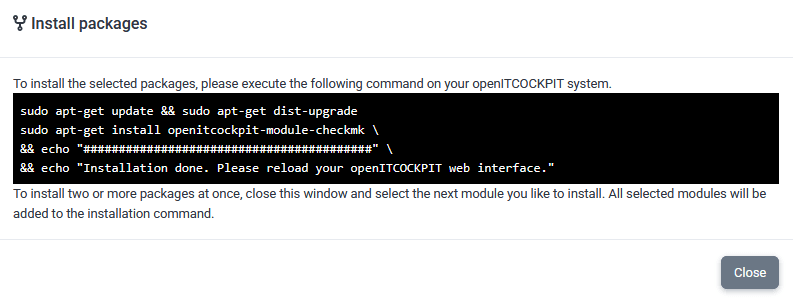 Install packages
To install the selected packages, please execute the following command on your openITCOCKPIT system.
sudo apt-get update && sudo apt-get dist-upgrade
sudo apt-get install openitcockpit-module-checkmk \
&& echo "#########################################" \
&& echo "Installation done. Please reload your openITCOCKPIT web interface."
To install two or more packages at once, close this window and select the next module you like to install. All selected modules will be
added to the installation command.
Close